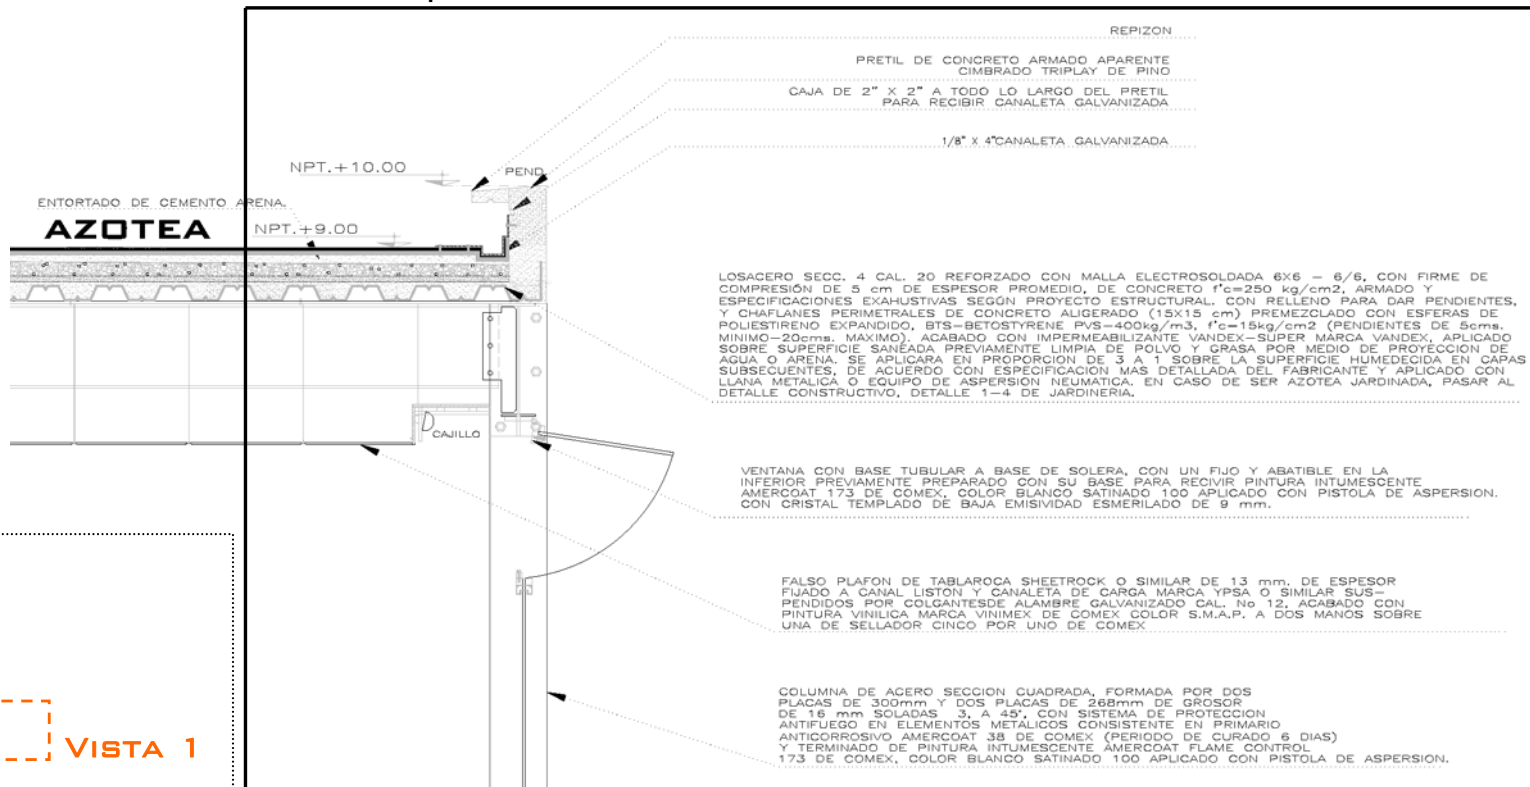 REPIZON
PRETIL DE CONCRETO ARMADO APARENTE
CIMBRADO TRIPLAY DE PINO
CAJA DE 2" X 2" A TODO LO LARGO DEL PRETIL
PARA RECIBIR CANALETA GALVANIZADA
1/8" X 4"CANALETA GALVANIZADA
NPT.+10.00
PEND.
ENTORTADO DE CEMENTO ARENA.
AZOTEA
NPT.+9.00
LOSACERO SECC. 4 CAL. 20 REFORZADO CON MALLA ELECTROSOLDADA 6X6 – 6/6, CON FIRME DE
COMPRESIÓN DE 5 cm DE ESPESOR PROMEDIO, DE CONCRETO f'c=250 kg/cm2, ARMADO Y
ESPECIFICACIONES EXAHUSTIVAS SEGÚN PROYECTO ESTRUCTURAL. CON RELLENO PARA DAR PENDIENTES,
Y CHAFLANES PERIMETRALES DE CONCRETO ALIGERADO (15X15 cm) PREMEZCLADO CON ESFERAS DE
POLIESTIRENO EXPANDIDO, BTS–BETOSTYRENE PVS–400kg/m3, f'c=15kg/cm2 (PENDIENTES DE 5cms.
MINIMO–20cms. MAXIMO). ACABADO CON IMPERMEABILIZANTE VANDEX–SUPER MARCA VANDEX, APLICADO
SOBRE SUPERFICIE SANEADA PREVIAMENTE LIMPIA DE POLVO Y GRASA POR MEDIO DE PROYECCION DE
AGUA O ARENA. SE APLICARA EN PROPORCION DE 3 A 1 SOBRE LA SUPERFICIE HUMEDECIDA EN CAPAS
SUBSECUENTES, DE ACUERDO CON ESPECIFICACION MAS DETALLADA DEL FABRICANTE Y APLICADO CON
LLANA METALICA O EQUIPO DE ASPERSION NEUMATICA. EN CASO DE SER AZOTEA JARDINADA, PASAR AL
DETALLE CONSTRUCTIVO, DETALLE 1–4 DE JARDINERIA.
CAJILLO
VENTANA CON BASE TUBULAR A BASE DE SOLERA, CON UN FIJO Y ABATIBLE EN LA
INFERIOR PREVIAMENTE PREPARADO CON SU BASE PARA RECIVIR PINTURA INTUMESCENTE
AMERCOAT 173 DE COMEX, COLOR BLANCO SATINADO 100 APLICADO CON PISTOLA DE ASPERSION.
CON CRISTAL TEMPLADO DE BAJA EMISIVIDAD ESMERILADO DE 9 mm.
FALSO PLAFON DE TABLAROCA SHEETROCK O SIMILAR DE 13 mm. DE ESPESOR
FIJADO A CANAL LISTON Y CANALETA DE CARGA MARCA YPSA O SIMILAR SUS–
PENDIDOS POR COLGANTESDE ALAMBRE GALVANIZADO CAL. No 12, ACABADO CON
PINTURA VINILICA MARCA VINIMEX DE COMEX COLOR S.M.A.P. A DOS MANOS SOBRE
UNA DE SELLADOR CINCO POR UNO DE COMEX
COLUMNA DE ACERO SECCION CUADRADA, FORMADA POR DOS
PLACAS DE 300mm Y DOS PLACAS DE 268mm DE GROSOR
DE 16 mm SOLADAS 3, A 45°, CON SISTEMA DE PROTECCION
ANTIFUEGO EN ELEMENTOS METALICOS CONSISTENTE EN PRIMARIO
ANTICORROSIVO AMERCOAT 38 DE COMEX (PERIODO DE CURADO 6 DIAS)
Y TERMINADO DE PINTURA INTUMESCENTE AMERCOAT FLAME CONTROL
173 DE COMEX, COLOR BLANCO SATINADO 100 APLICADO CON PISTOLA DE ASPERSION.
VISTA 1